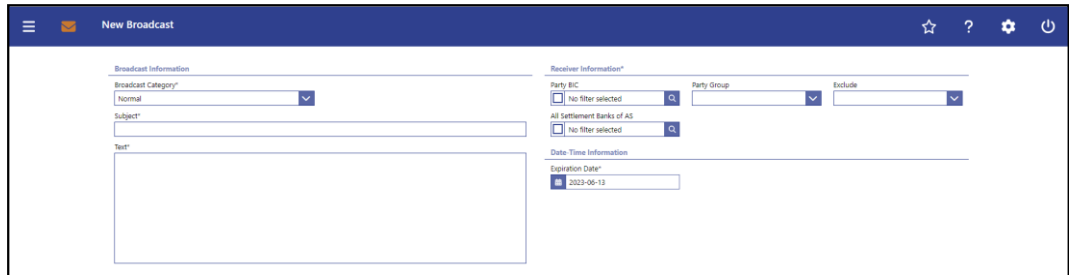 New Broadcast
?
Broadcast Information
Broadcast Category*
Normal
Subject*
Text*
Receiver Information*
Party BIC
Party Group
Exclude
No filter selected
All Settlement Banks of AS
No filter selected
Date-Time Information
Expiration Date*
2023-06-13